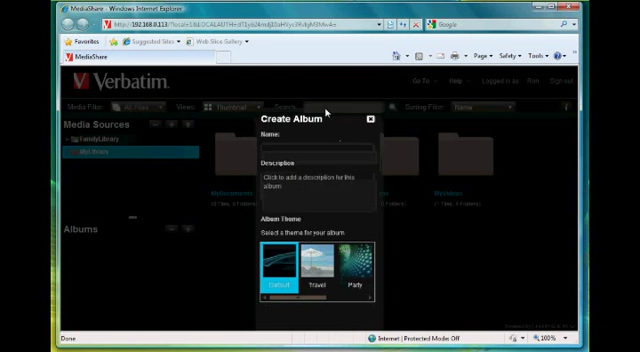 MediaShare - Windows Internet Explorer
Google
Favorites
Suggested Sites
Web Slice Gallery
MediaShare
Page
Safety
Tools
Verbatim.
Go To
Help
Logged in as
Ron
Sign out
Media Filter:
All Files
Views:
Thumbnail
Search
Sorting Filter:
Name
Create Album
Name:
Media Sources
FamilyLibrary
MyLibrary
Description
Click to add a description for this
album
Albums
Album Theme
Select a theme for your album
Default
Travel
Party
Done
Internet | Protected Mode: Off
100%